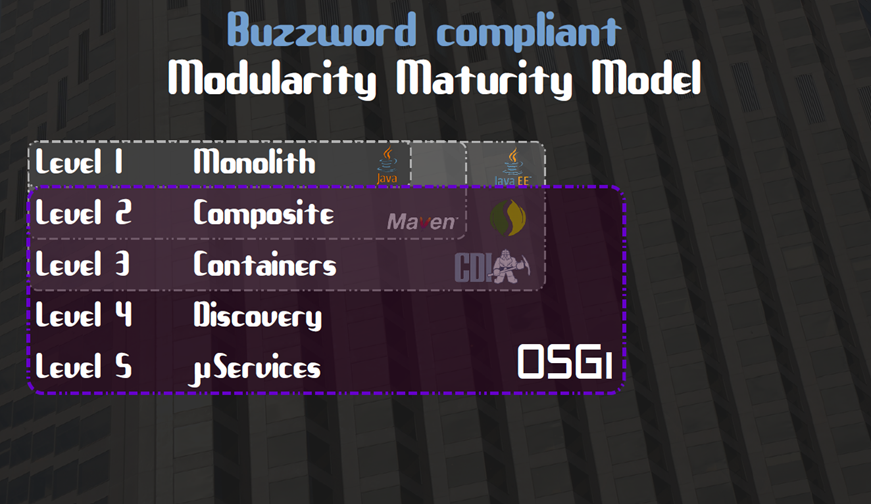 Buzzword compliant
Modularity Maturity Model
Level 1 Monolith Java Java EE
Level 2 Composite Maven
Level 3 Containers CDI
Level 4 Discovery
Level 5 µServices OSGi